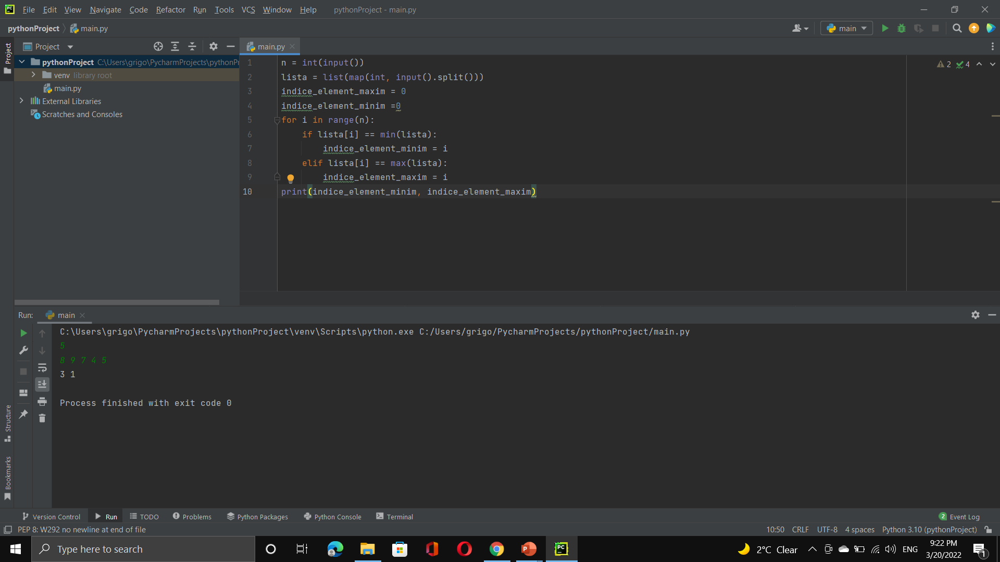 File Edit View Navigate Code Refactor Run Tools VCS Window Help pythonProject - main.py
pythonProject main.py
main
Project
Project
main.py
pythonProject C:\Users\grigo\PycharmProjects\pythonPr
venv library root
main.py
External Libraries
Scratches and Consoles
1 n = int(input())
2 lista = list(map(int, input().split()))
3 indice_element_maxim = 0
4 indice_element_minim =0
5 for i in range(n):
6 if lista[i] == min(lista):
7 indice_element_minim = i
8 elif lista[i] == max(lista):
9 indice_element_maxim = i
10 print(indice_element_minim, indice_element_maxim)
2 4
Run: main
C:\Users\grigo\PycharmProjects\pythonProject\venv\Scripts\python.exe C:/Users/grigo/PycharmProjects/pythonProject/main.py
5
8 9 7 4 5
3 1
Process finished with exit code 0
Structure
Bookmarks
Version Control Run TODO Problems Python Packages Python Console Terminal 2 Event Log
PEP 8: W292 no newline at end of file 10:50 CRLF UTF-8 4 spaces Python 3.10 (pythonProject)
Type here to search
2°C Clear ENG
9:22 PM
3/20/2022
1